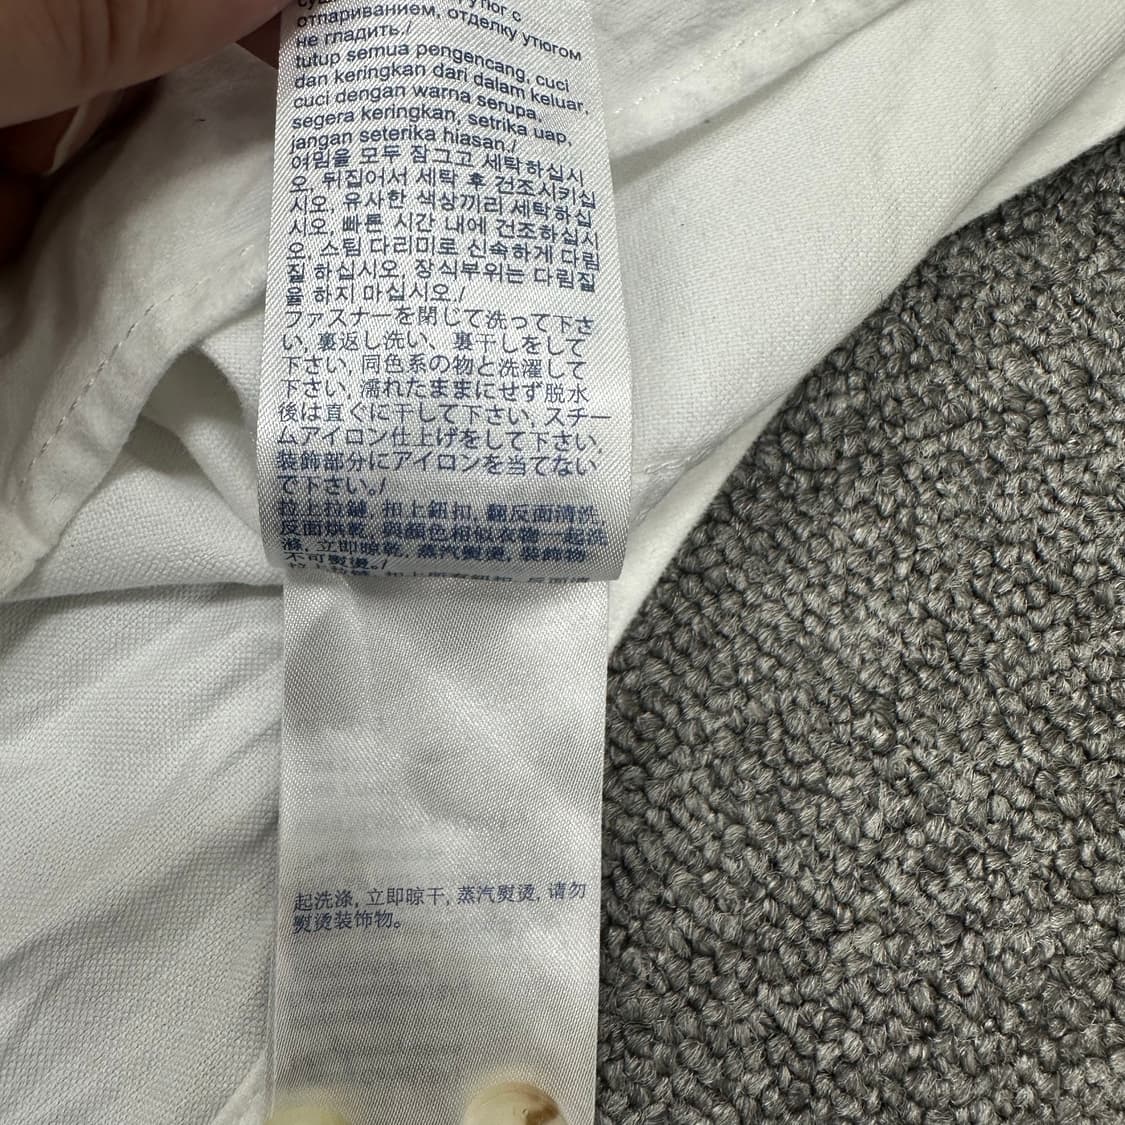 утюг с
отпариванием, отделку утюгом
не гладить./
tutup semua pengencang, cuci
dan keringkan dari dalam keluar,
cuci dengan warna serupa,
segera keringkan, setrika uap,
jangan seterika hiasan./
여밈을 모두 잠그고 세탁하십시
오, 뒤집어서 세탁 후 건조시키십
시오, 유사한 색상끼리 세탁하십
시오, 빠른 시간 내에 건조하십시
오, 스팀 다리미로 신속하게 다림
질 하십시오, 장식부위는 다림질
을 하지 마십시오./
ファスナーを閉じて洗って下さ
い, 裏返し洗い、裏干しをして
下さい, 同色系の物と洗濯して
下さい, 濡れたままにせず脱水
後は直ぐに干して下さい, スチー
ムアイロン仕上げをして下さい,
装飾部分にアイロンを当てない
で下さい。/
拉上拉鏈, 扣上鈕扣, 翻反面清洗,
反面烘乾, 與顏色相似衣物一起洗
滌, 立即晾乾, 蒸汽熨燙, 裝飾物
不可熨燙。/
起洗涤, 立即晾干, 蒸汽熨烫, 请勿
熨烫装饰物。